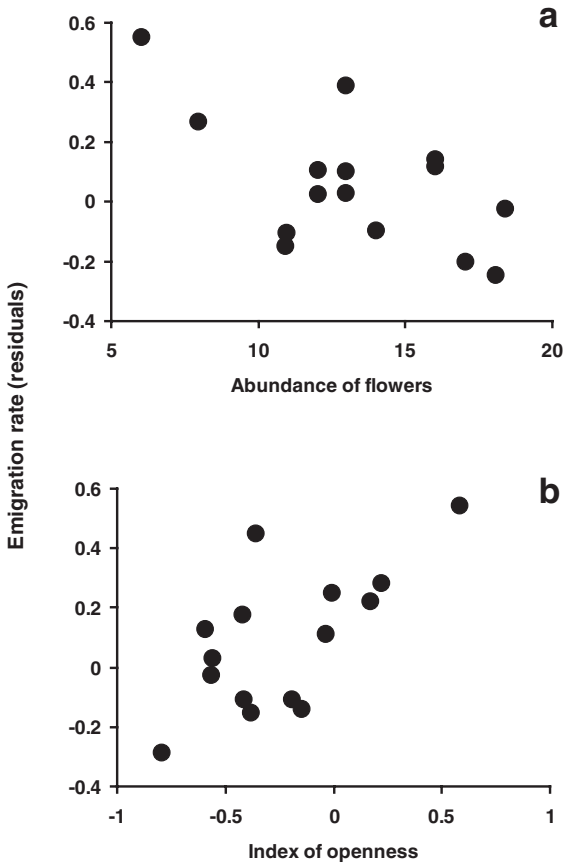 a
0.6
0.4
0.2
0
-0.2
-0.4
5 10 15 20
Abundance of flowers
Emigration rate (residuals)
b
0.6
0.4
0.2
0
-0.2
-0.4
-1 -0.5 0 0.5 1
Index of openness